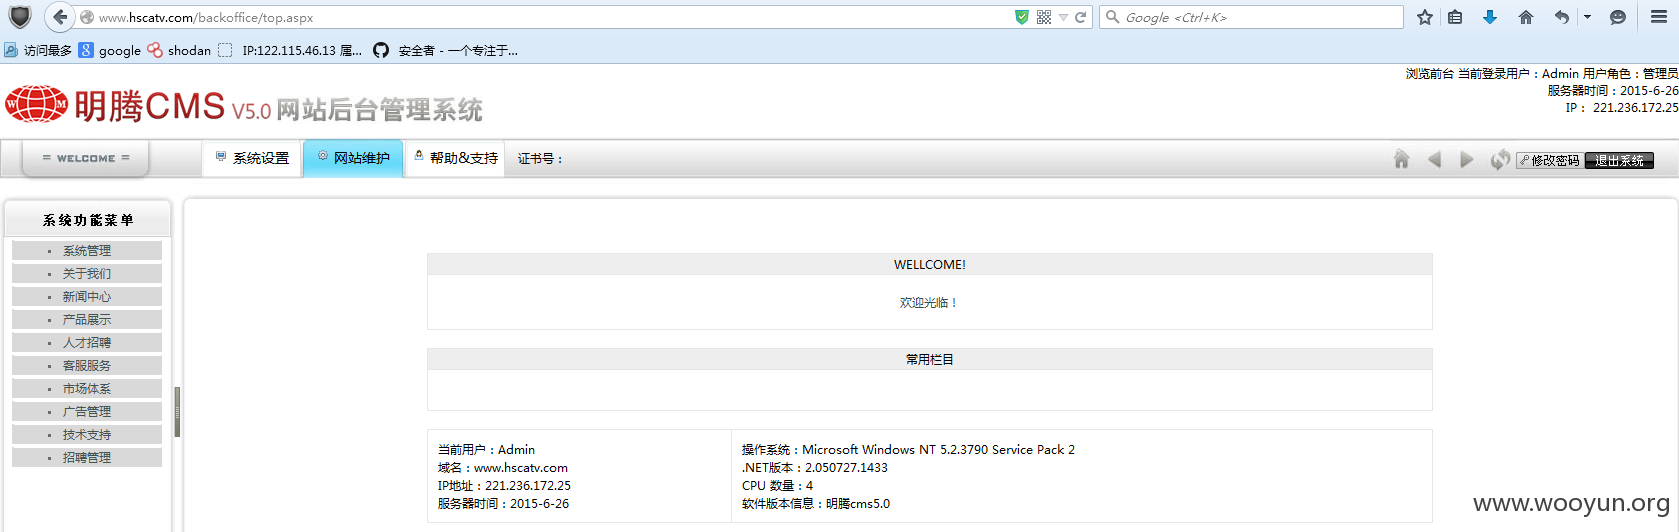 www.hscatv.com/backoffice/top.aspx
Google <Ctrl+K>
访问最多 google shodan IP:122.115.46.13 属... 安全者 - 一个专注于...
浏览前台 当前登录用户：Admin 用户角色：管理员
服务器时间：2015-6-26
IP： 221.236.172.25
W M 明腾CMS V5.0 网站后台管理系统
= WELCOME = 系统设置 网站维护 帮助&支持 证书号： 修改密码 退出系统
系统功能菜单
系统管理
关于我们
新闻中心
产品展示
人才招聘
客服服务
市场体系
广告管理
技术支持
招聘管理
WELLCOME!
欢迎光临！
常用栏目
当前用户：Admin
域名：www.hscatv.com
IP地址：221.236.172.25
服务器时间：2015-6-26
操作系统：Microsoft Windows NT 5.2.3790 Service Pack 2
.NET版本：2.050727.1433
CPU 数量：4
软件版本信息：明腾cms5.0
www.wooyun.org